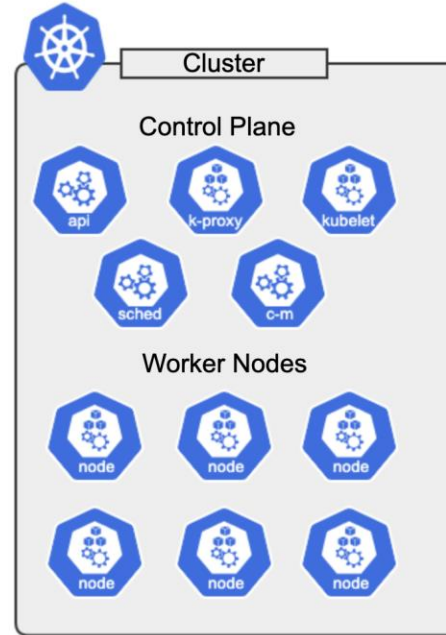 Cluster
Control Plane
api k-proxy kubelet
sched c-m
Worker Nodes
node node node
node node node